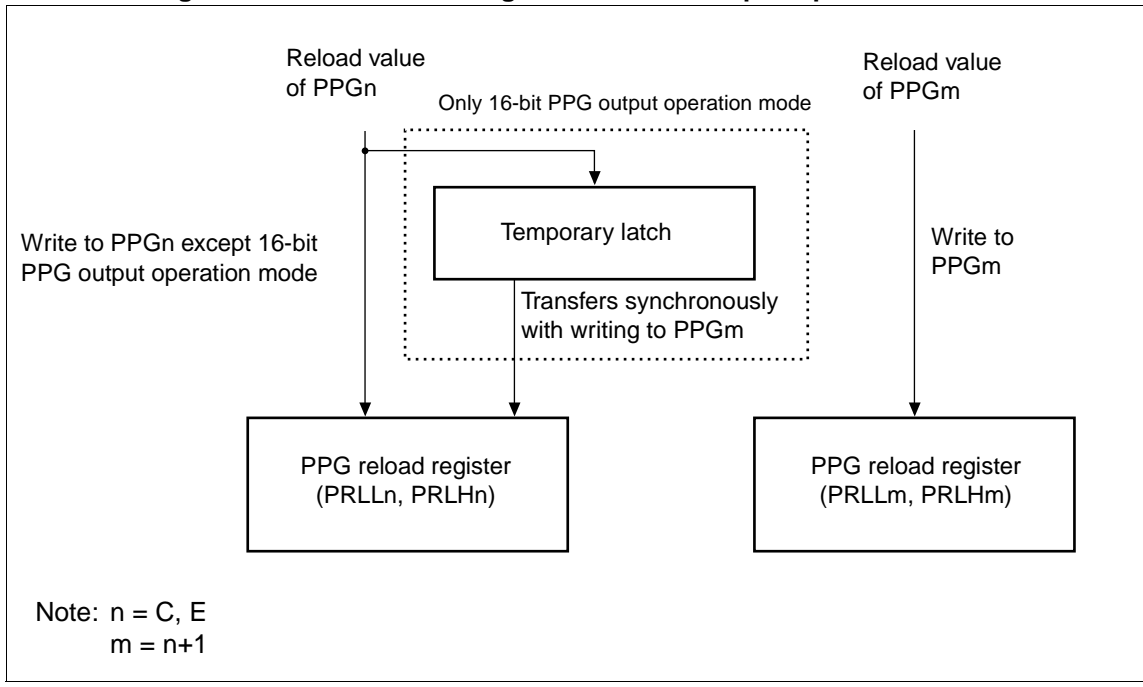 Reload value
of PPGn
Reload value
of PPGm
Only 16-bit PPG output operation mode
Temporary latch
Write to PPGn except 16-bit
PPG output operation mode
Write to
PPGm
Transfers synchronously
with writing to PPGm
PPG reload register
(PRLLn, PRLHn)
PPG reload register
(PRLLm, PRLHm)
Note: n = C, E
m = n+1